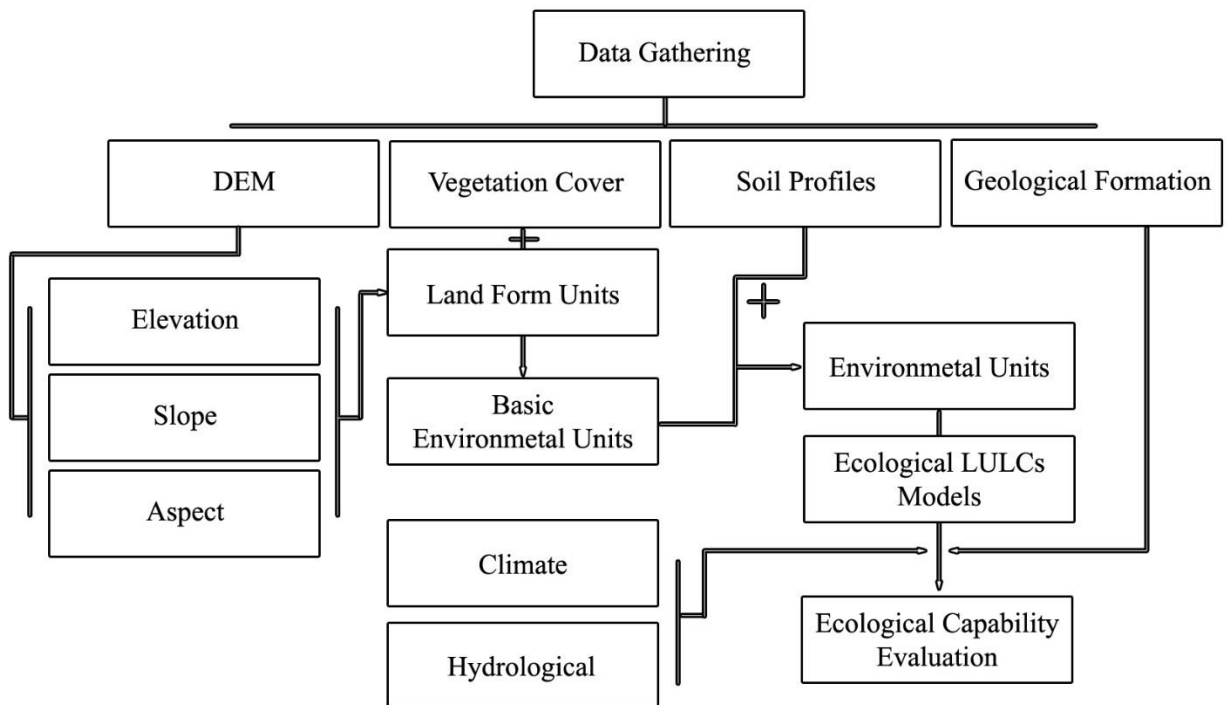 Data Gathering
DEM
Vegetation Cover
Soil Profiles
Geological Formation
Elevation
Slope
Aspect
Land Form Units
Basic
Environmetal Units
Environmetal Units
Ecological LULCs
Models
Climate
Hydrological
Ecological Capability
Evaluation